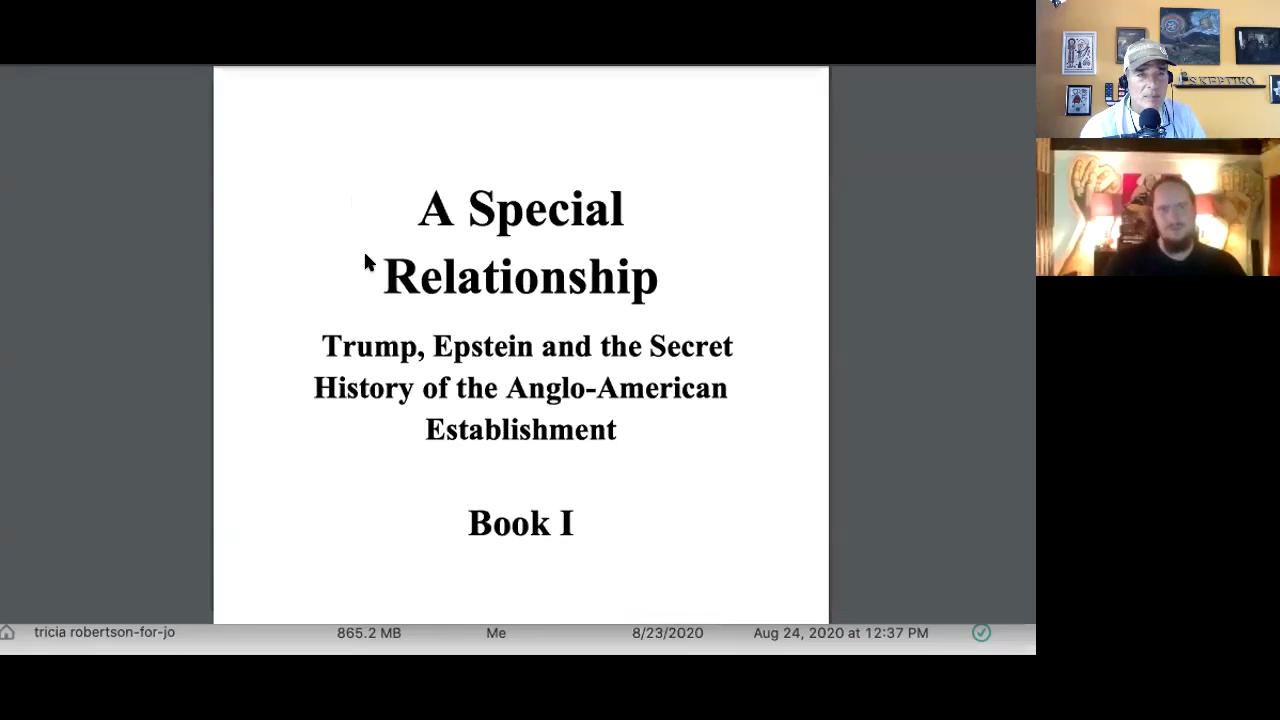 A Special
Relationship
Trump, Epstein and the Secret
History of the Anglo-American
Establishment
Book I
SKEPTIKO
tricia robertson-for-jo 865.2 MB Me 8/23/2020 Aug 24, 2020 at 12:37 PM